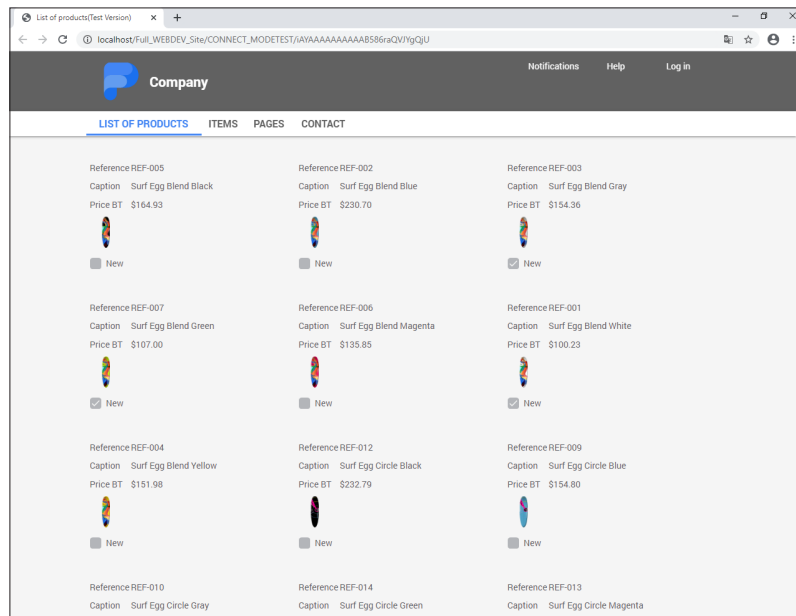 List of products(Test Version)
localhost/Full_WEBDEV_Site/CONNECT_MODETEST/iAYAAAAAAAAAB586raQVJYgQjU
Company
Notifications Help Log in
LIST OF PRODUCTS ITEMS PAGES CONTACT
Reference REF-005 Reference REF-002 Reference REF-003
Caption Surf Egg Blend Black Caption Surf Egg Blend Blue Caption Surf Egg Blend Gray
Price BT $164.93 Price BT $230.70 Price BT $154.36
New New New
Reference REF-007 Reference REF-006 Reference REF-001
Caption Surf Egg Blend Green Caption Surf Egg Blend Magenta Caption Surf Egg Blend White
Price BT $107.00 Price BT $135.85 Price BT $100.23
New New New
Reference REF-004 Reference REF-012 Reference REF-009
Caption Surf Egg Blend Yellow Caption Surf Egg Circle Black Caption Surf Egg Circle Blue
Price BT $151.98 Price BT $232.79 Price BT $154.80
New New New
Reference REF-010 Reference REF-014 Reference REF-013
Caption Surf Egg Circle Gray Caption Surf Egg Circle Green Caption Surf Egg Circle Magenta